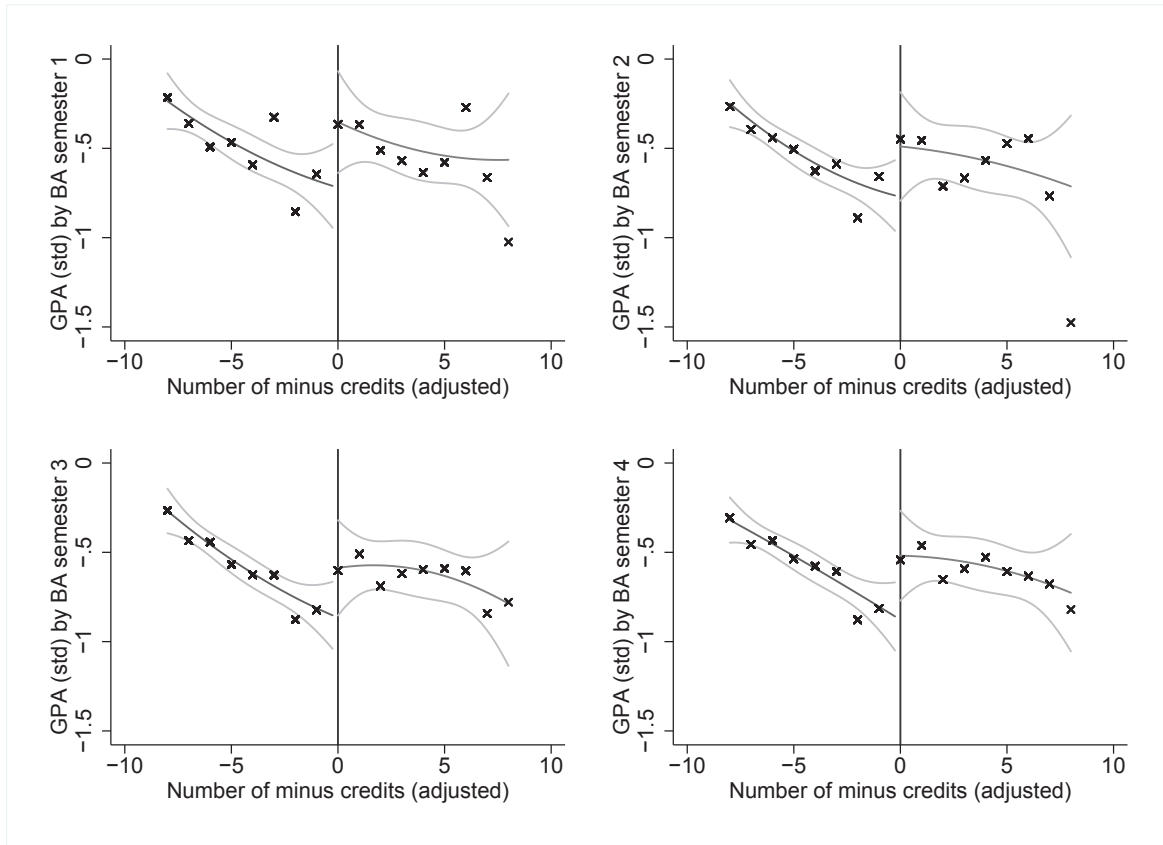 GPA (std) by BA semester 1
0
−.5
−1
−1.5
−10 −5 0 5 10
Number of minus credits (adjusted)
GPA (std) by BA semester 2
0
−.5
−1
−1.5
−10 −5 0 5 10
Number of minus credits (adjusted)
GPA (std) by BA semester 3
0
−.5
−1
−1.5
−10 −5 0 5 10
Number of minus credits (adjusted)
GPA (std) by BA semester 4
0
−.5
−1
−1.5
−10 −5 0 5 10
Number of minus credits (adjusted)